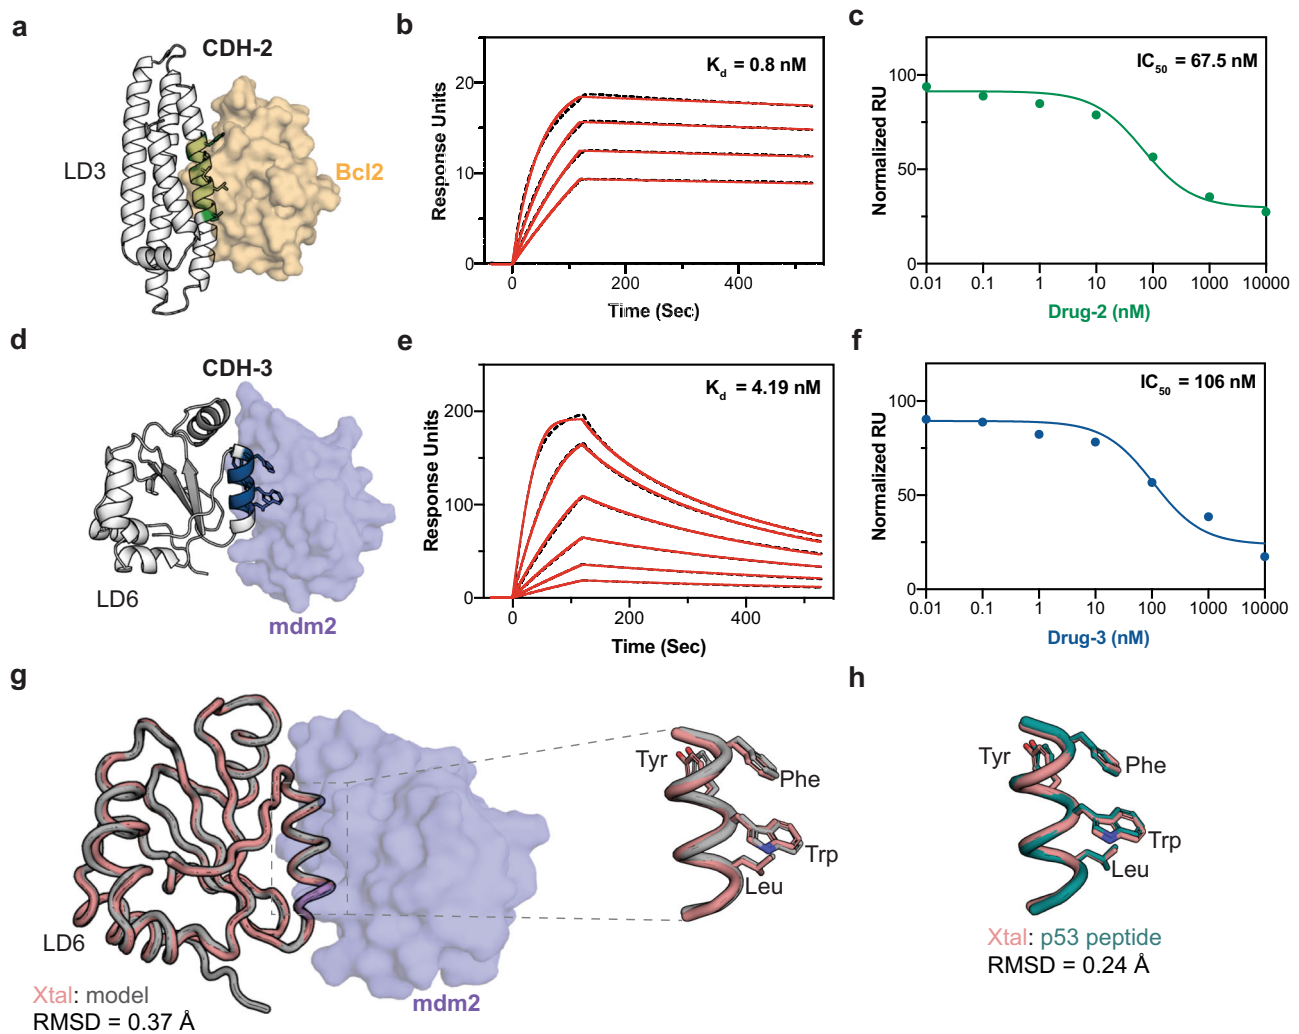 a
CDH-2
LD3
Bcl2
b
Kd = 0.8 nM
Response Units
20
10
0
0
200
400
Time (Sec)
c
IC50 = 67.5 nM
Normalized RU
100
50
0
0.01
0.1
1
10
100
1000
10000
Drug-2 (nM)
d
CDH-3
LD6
mdm2
e
Kd = 4.19 nM
Response Units
200
100
0
0
200
400
Time (Sec)
f
IC50 = 106 nM
Normalized RU
100
50
0
0.01
0.1
1
10
100
1000
10000
Drug-3 (nM)
g
LD6
Xtal: model
RMSD = 0.37 Å
mdm2
Tyr
Phe
Trp
Leu
h
Tyr
Phe
Trp
Leu
Xtal: p53 peptide
RMSD = 0.24 Å